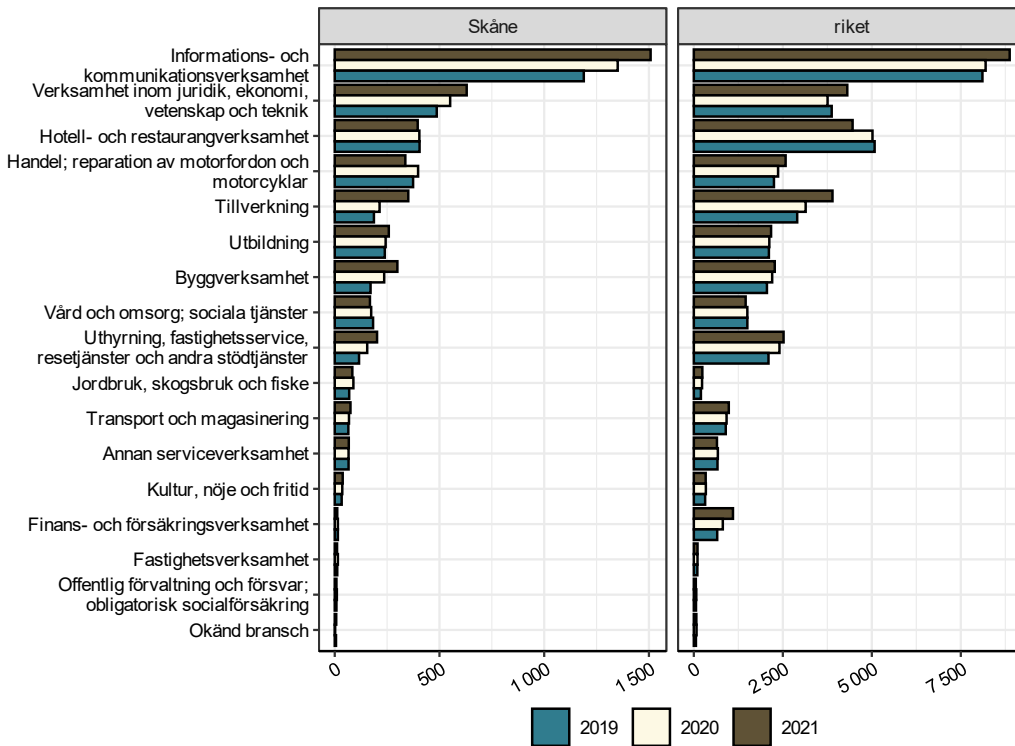 Skåne
riket
Informations- och
kommunikationsverksamhet
Verksamhet inom juridik, ekonomi,
vetenskap och teknik
Hotell- och restaurangverksamhet
Handel; reparation av motorfordon och
motorcyklar
Tillverkning
Utbildning
Byggverksamhet
Vård och omsorg; sociala tjänster
Uthyrning, fastighetsservice,
resetjänster och andra stödtjänster
Jordbruk, skogsbruk och fiske
Transport och magasinering
Annan serviceverksamhet
Kultur, nöje och fritid
Finans- och försäkringsverksamhet
Fastighetsverksamhet
Offentlig förvaltning och försvar;
obligatorisk socialförsäkring
Okänd bransch
0 500 1 000 1 500
0 2 500 5 000 7 500
2019 2020 2021